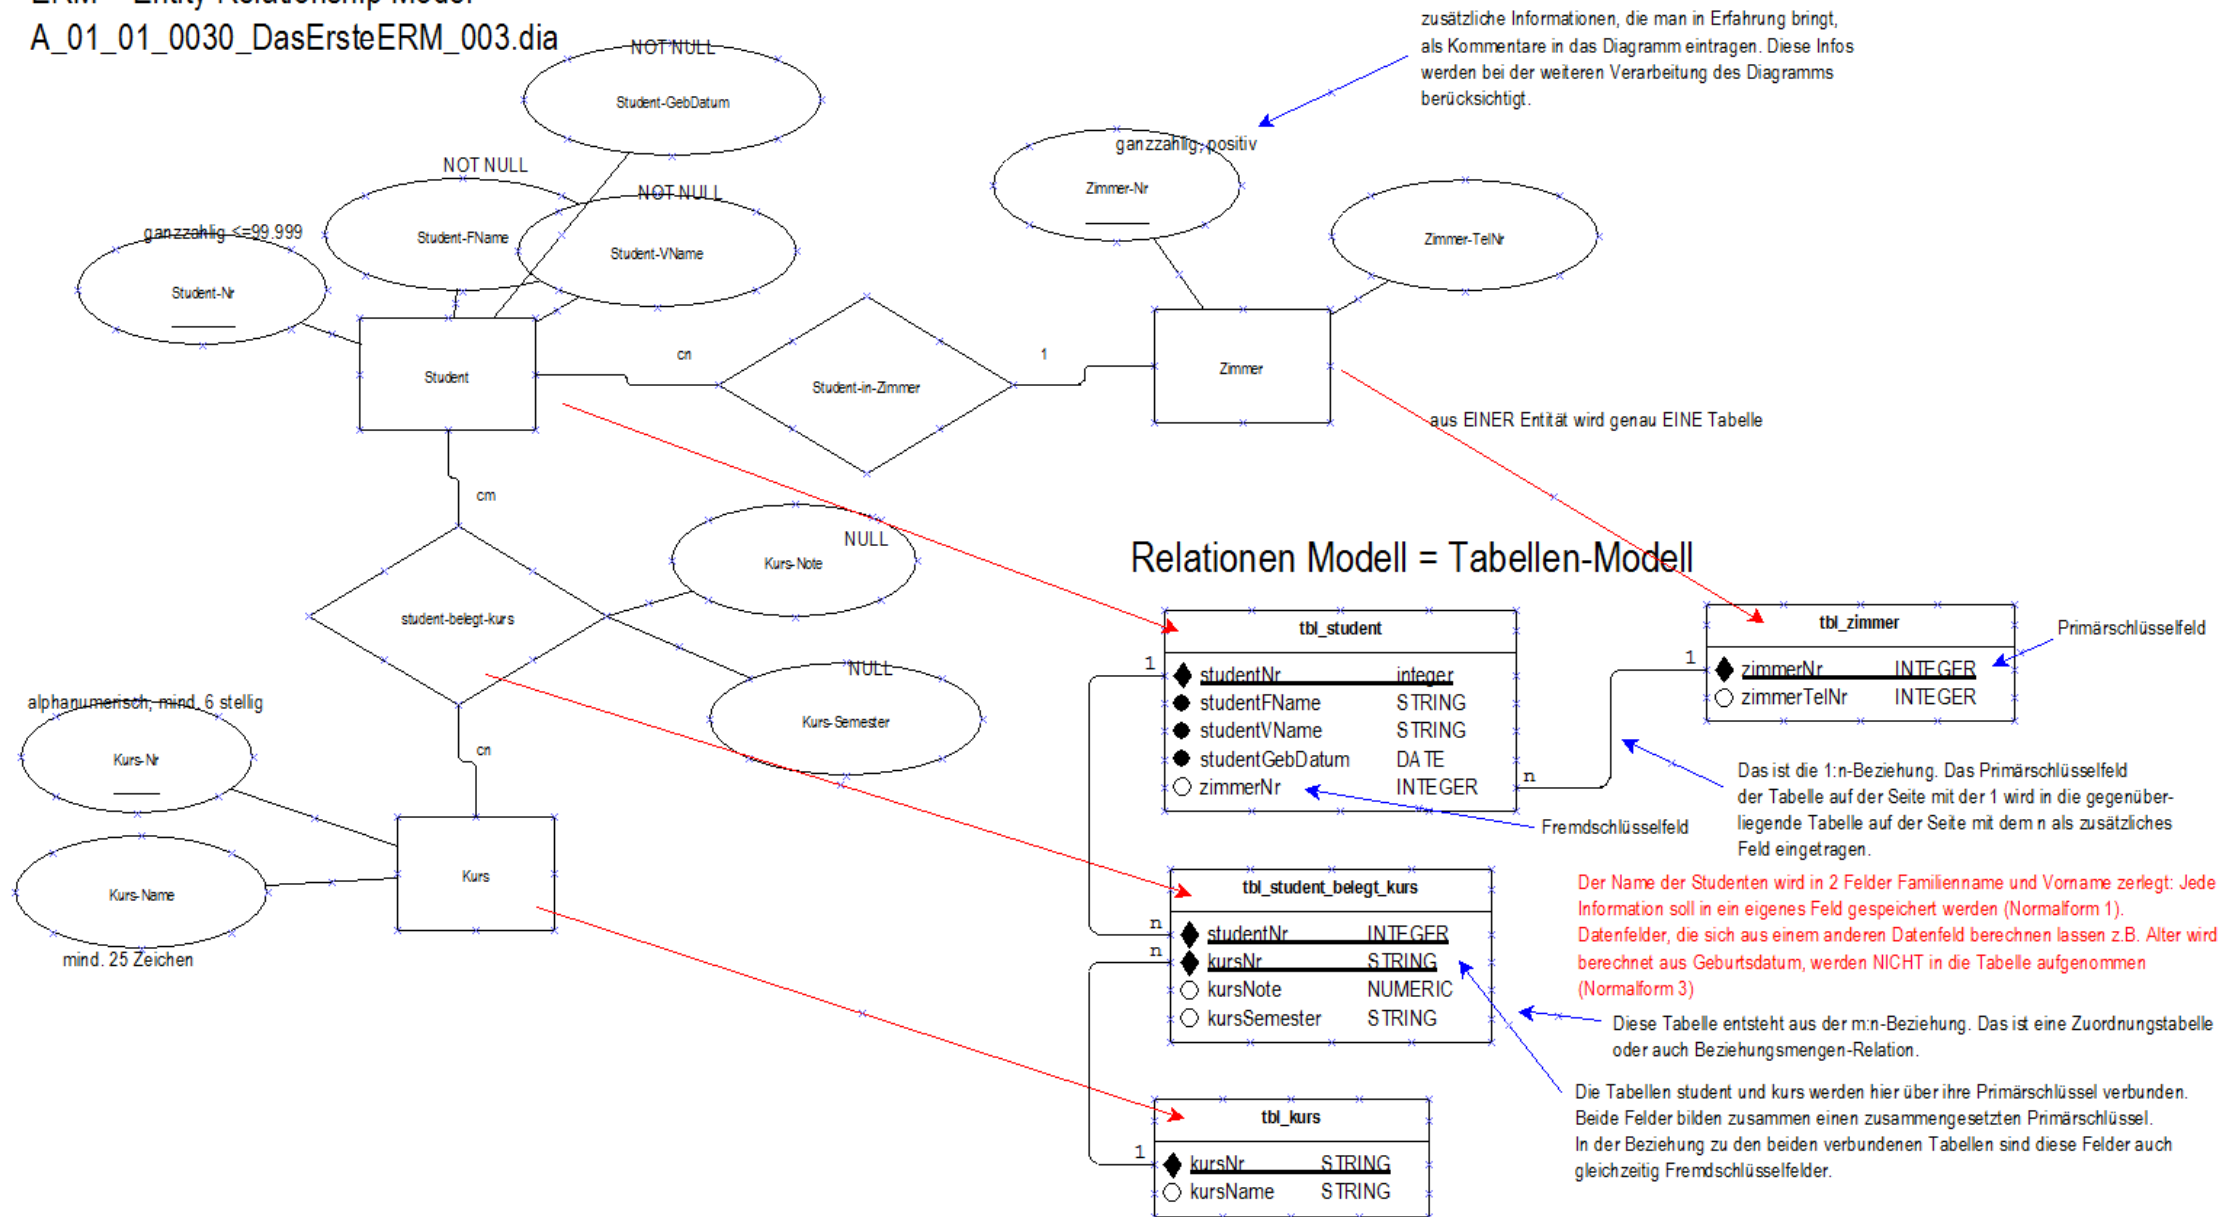 A_01_01_0030_DasErsteERM_003.dia
zusätzliche Informationen, die man in Erfahrung bringt,
als Kommentare in das Diagramm eintragen. Diese Infos
werden bei der weiteren Verarbeitung des Diagramms
berücksichtigt.
NOT NULL
Student-GebDatum
NOT NULL
Student-FName
NOT NULL
Student-VName
ganzzahlig <=99.999
Student-Nr
ganzzahlig, positiv
Zimmer-Nr
Zimmer-TelNr
Student
cn
Student-in-Zimmer
1
Zimmer
aus EINER Entität wird genau EINE Tabelle
cm
student-belegt-kurs
NULL
Kurs-Note
NULL
Kurs-Semester
cn
alphanumerisch; mind. 6 stellig
Kurs-Nr
Kurs-Name
mind. 25 Zeichen
Kurs
Relationen Modell = Tabellen-Modell
tbl_student
1
studentNr integer
studentFName STRING
studentVName STRING
studentGebDatum DATE
zimmerNr INTEGER
n
Fremdschlüsselfeld
tbl_zimmer
1
zimmerNr INTEGER
zimmerTelNr INTEGER
Primärschlüsselfeld
Das ist die 1:n-Beziehung. Das Primärschlüsselfeld
der Tabelle auf der Seite mit der 1 wird in die gegenüber-
liegende Tabelle auf der Seite mit dem n als zusätzliches
Feld eingetragen.
Der Name der Studenten wird in 2 Felder Familienname und Vorname zerlegt: Jede
Information soll in ein eigenes Feld gespeichert werden (Normalform 1).
Datenfelder, die sich aus einem anderen Datenfeld berechnen lassen z.B. Alter wird
berechnet aus Geburtsdatum, werden NICHT in die Tabelle aufgenommen
(Normalform 3)
tbl_student_belegt_kurs
n
studentNr INTEGER
n
kursNr STRING
kursNote NUMERIC
kursSemester STRING
Diese Tabelle entsteht aus der m:n-Beziehung. Das ist eine Zuordnungstabelle
oder auch Beziehungsmengen-Relation.
Die Tabellen student und kurs werden hier über ihre Primärschlüssel verbunden.
Beide Felder bilden zusammen einen zusammengesetzten Primärschlüssel.
In der Beziehung zu den beiden verbundenen Tabellen sind diese Felder auch
gleichzeitig Fremdschlüsselfelder.
tbl_kurs
1
kursNr STRING
kursName STRING